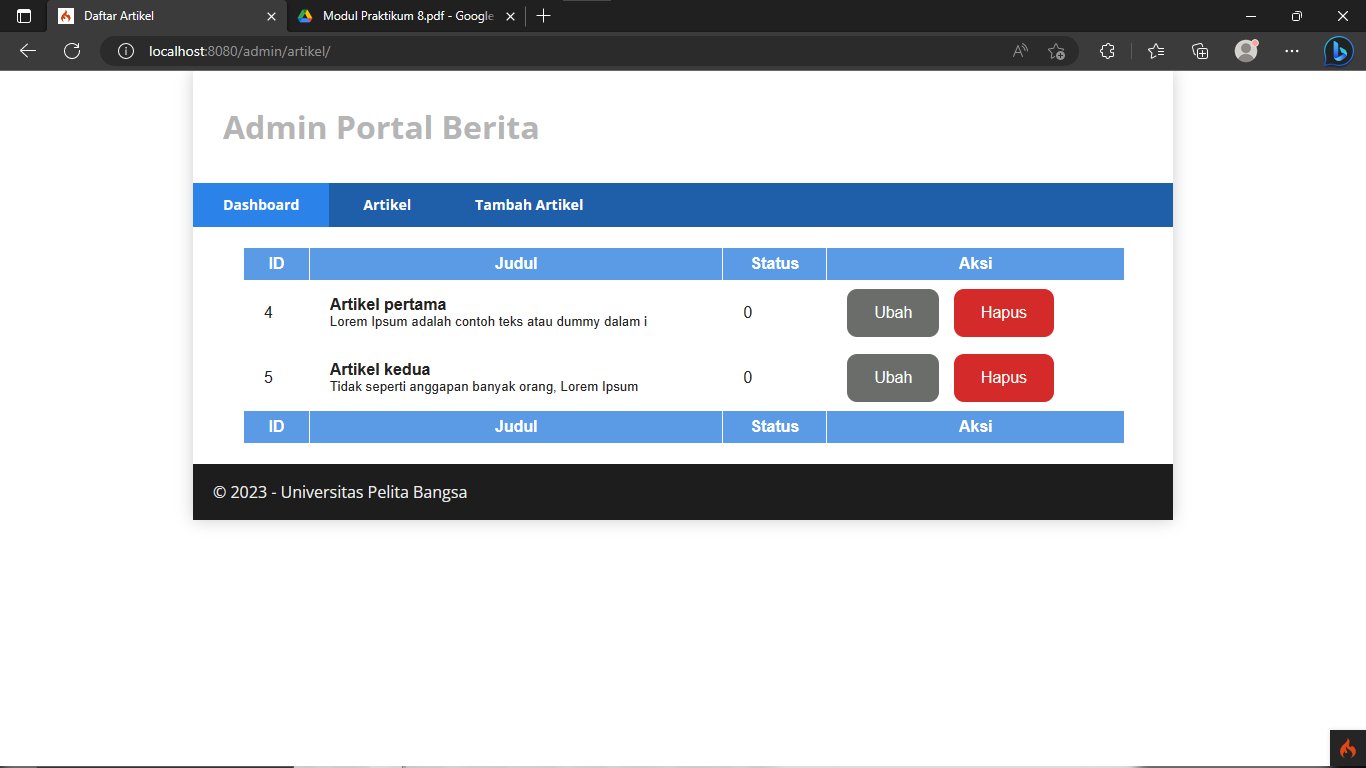 Daftar Artikel
Modul Praktikum 8.pdf - Google
localhost:8080/admin/artikel/
Admin Portal Berita
Dashboard Artikel Tambah Artikel
ID Judul Status Aksi
4 Artikel pertama 0 Ubah Hapus
Lorem Ipsum adalah contoh teks atau dummy dalam i
5 Artikel kedua 0 Ubah Hapus
Tidak seperti anggapan banyak orang, Lorem Ipsum
ID Judul Status Aksi
© 2023 - Universitas Pelita Bangsa